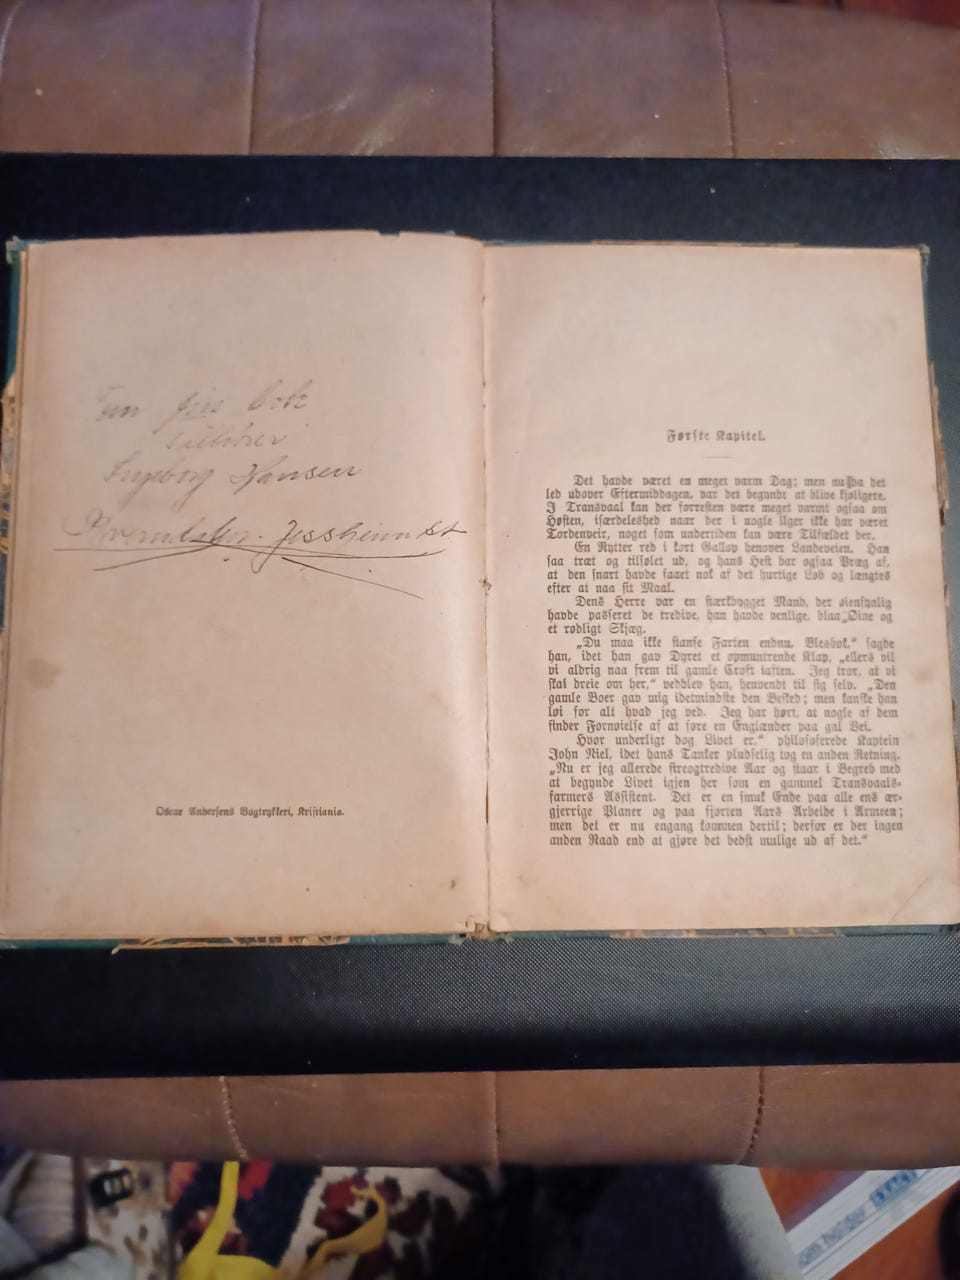 bok
tilhører
Ingeborg Hansen
Jessheim st
Oscar Andersens Bogtrykkeri, Kristiania.
Første Kapitel.
Det havde været en meget varm Dag; men nu da det
led udover Eftermiddagen, var det begyndt at blive kjøligere.
I Transvaal kan der forresten være meget varmt ogsaa om
Høsten, isærdeleshed naar der i nogle Uger ikke har været
Tordenveir, noget som undertiden kan være Tilfældet der.
En Rytter red i kort Gallop henover Landeveien. Han
saa træt og tilsølet ud, og hans Hest bar ogsaa Præg af,
at den snart havde faaet nok af det hurtige Løb og længtes
efter at naa sit Maal.
Dens Herre var en stærkbygget Mand, der øiensynlig
havde passeret de tredive, han havde venlige, blaa Øine og
et rødligt Skjæg.
„Du maa ikke stanse Farten endnu, Blesbok,“ sagde
han, idet han gav Dyret et opmuntrende Klap, „ellers vil
vi aldrig naa frem til gamle Croft iaften. Jeg tror, at vi
skal dreie om her,“ vedblev han, henvendt til sig selv. „Den
gamle Boer gav mig idetmindste den Besked; men kanske han
løi for alt hvad jeg ved. Jeg har hørt, at nogle af dem
finder Fornøielse af at føre en Englænder paa gal Vei.
Hvor underligt dog Livet er,“ philosoferede Kaptein
John Niel, idet hans Tanker pludselig tog en anden Retning.
„Nu er jeg allerede fireogtredive Aar og staar i Begreb med
at begynde Livet igjen her som en gammel Transvaals-
farmers Assistent. Det er en smuk Ende paa alle ens ær-
gjerrige Planer og paa fjorten Aars Arbeide i Armeen;
men det er nu engang kommen dertil; derfor er der ingen
anden Raad end at gjøre det bedst mulige ud af det.“
om holder